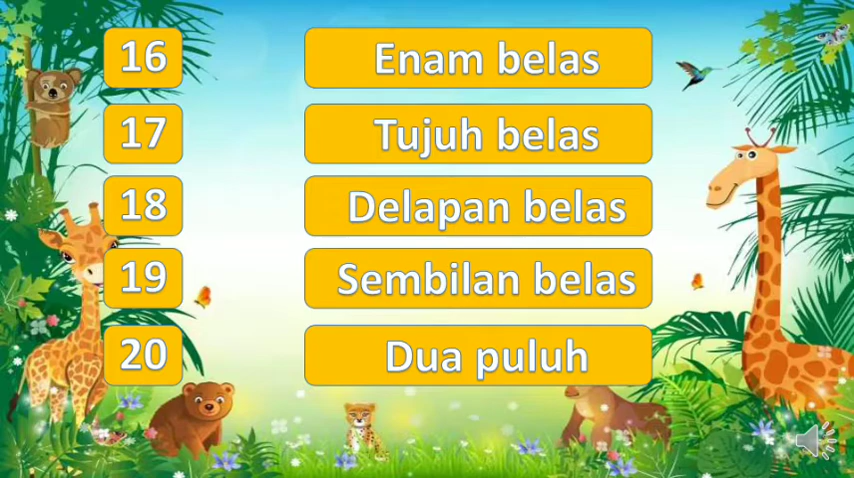 16 Enam belas
17 Tujuh belas
18 Delapan belas
19 Sembilan belas
20 Dua puluh